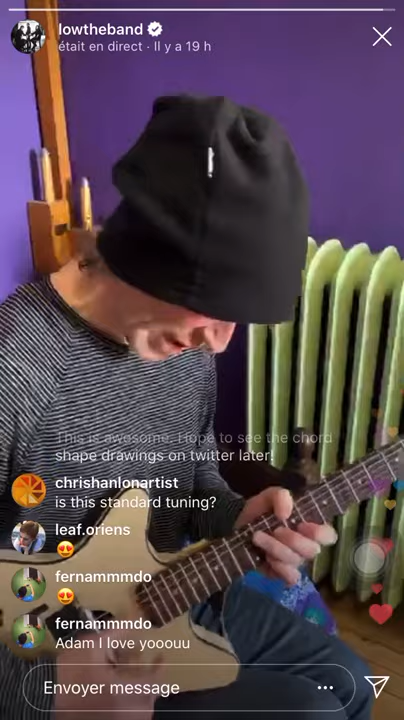 lowtheband
était en direct · Il y a 19 h
This is awesome. Hope to see the chord
shape drawings on twitter later!
chrishanlonartist
is this standard tuning?
leaf.oriens
😍
fernammmdo
😍
fernammmdo
Adam I love yooouu
Envoyer message